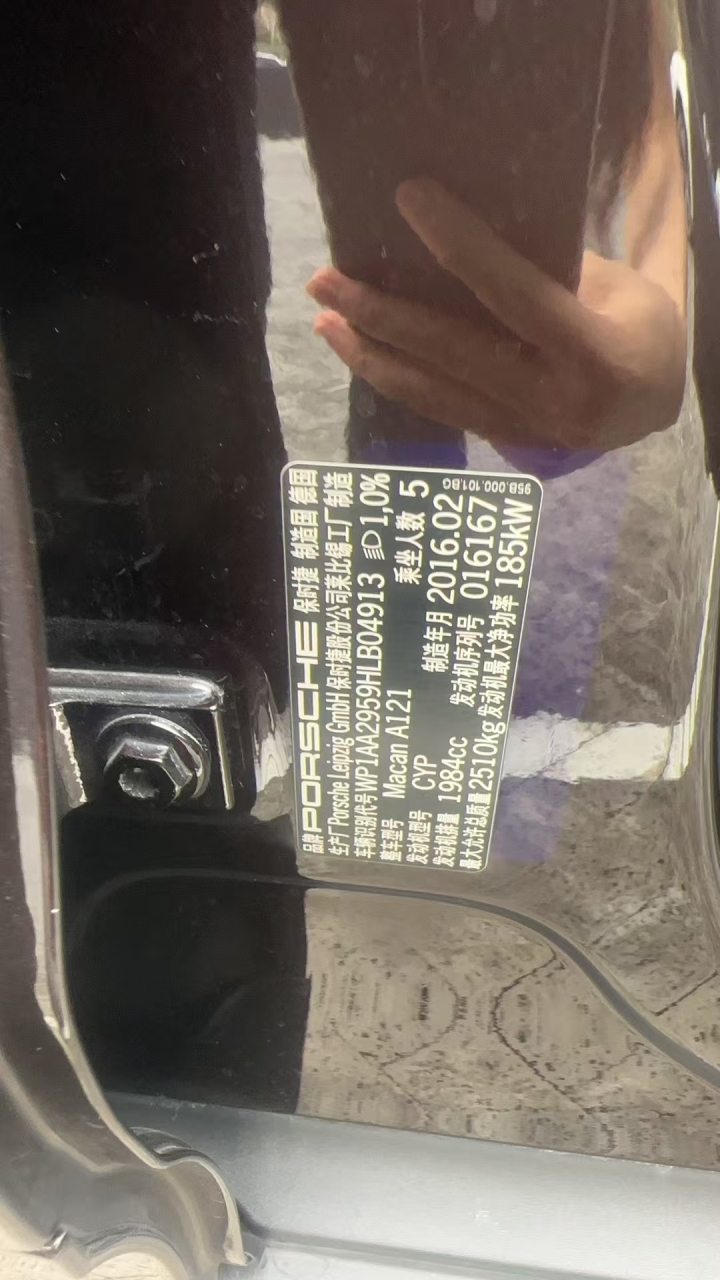 品牌 PORSCHE 保时捷 制造国 德国
生产厂 Porsche Leipzig GmbH 保时捷股份公司莱比锡工厂 制造
车辆识别代号 WP1AA2959HLB04913 1,0%
整车型号 Macan A121 乘坐人数 5
发动机型号 CYP 制造年月 2016.02
发动机排量 1984cc 发动机序列号 016167
最大允许总质量 2510kg 发动机最大净功率 185kW
95B.000.101.BQ